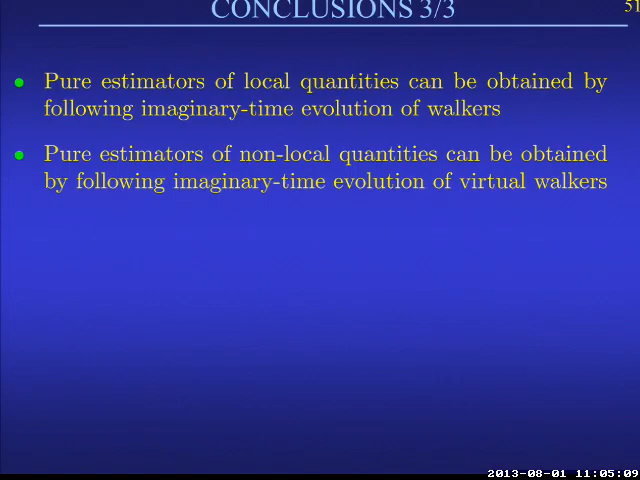 CONCLUSIONS 3/3
51
• Pure estimators of local quantities can be obtained by
following imaginary-time evolution of walkers
• Pure estimators of non-local quantities can be obtained
by following imaginary-time evolution of virtual walkers
2013-08-01 11:05:09